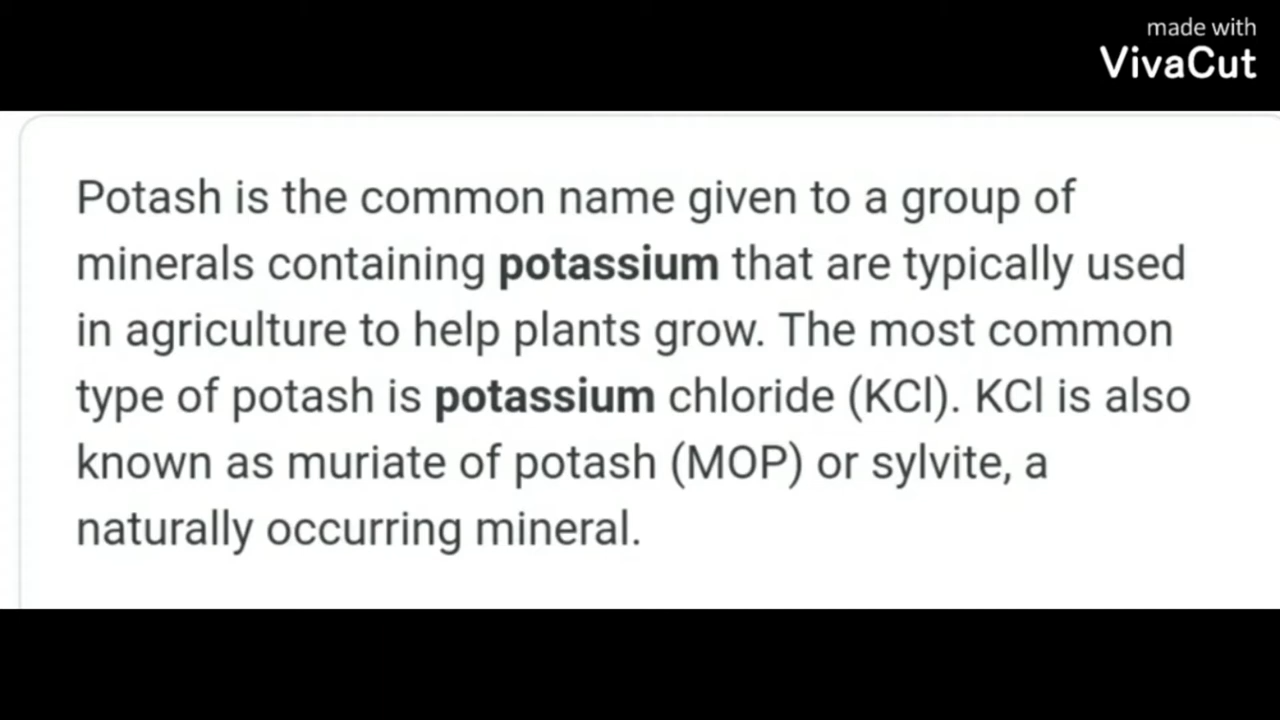 made with
VivaCut
Potash is the common name given to a group of
minerals containing potassium that are typically used
in agriculture to help plants grow. The most common
type of potash is potassium chloride (KCl). KCl is also
known as muriate of potash (MOP) or sylvite, a
naturally occurring mineral.